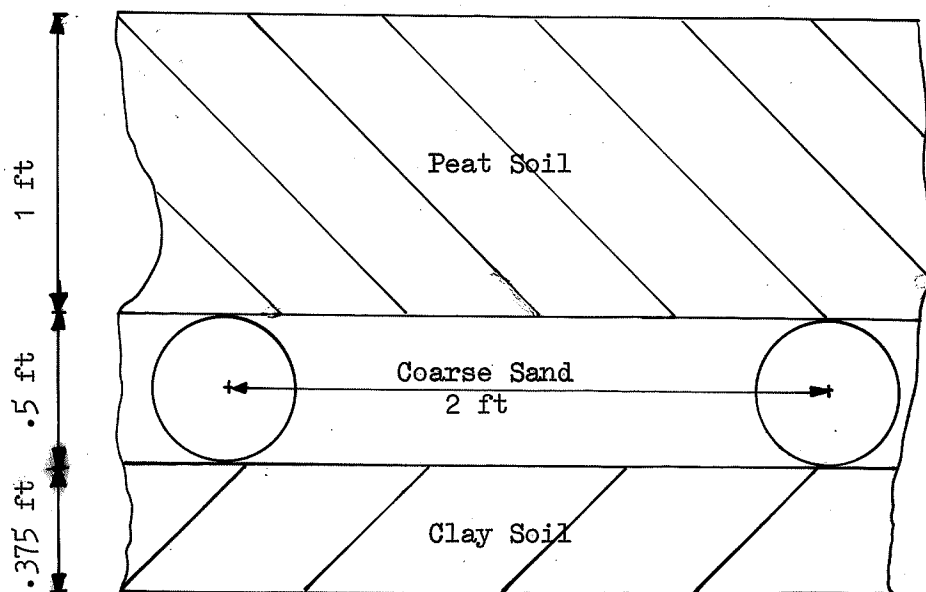 1 ft
Peat Soil
.5 ft
Coarse Sand
2 ft
.375 ft
Clay Soil